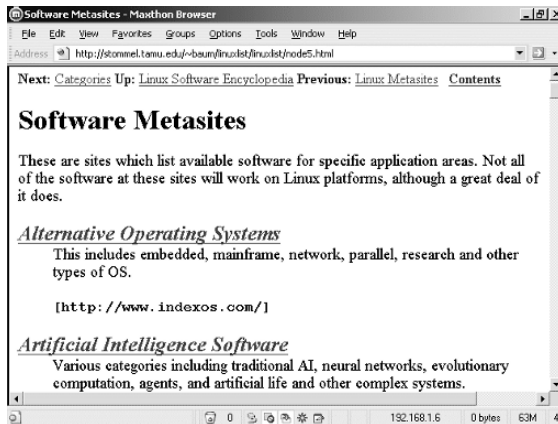 Software Metasites - Maxthon Browser
File Edit View Favorites Groups Options Tools Window Help
Address http://stommel.tamu.edu/~baum/linuxlist/linuxlist/node5.html
Next: Categories Up: Linux Software Encyclopedia Previous: Linux Metasites Contents
Software Metasites
These are sites which list available software for specific application areas. Not all
of the software at these sites will work on Linux platforms, although a great deal of
it does.
Alternative Operating Systems
This includes embedded, mainframe, network, parallel, research and other
types of OS.
[http://www.indexos.com/]
Artificial Intelligence Software
Various categories including traditional AI, neural networks, evolutionary
computation, agents, and artificial life and other complex systems.
0 192.168.1.6 0 bytes 63M 4